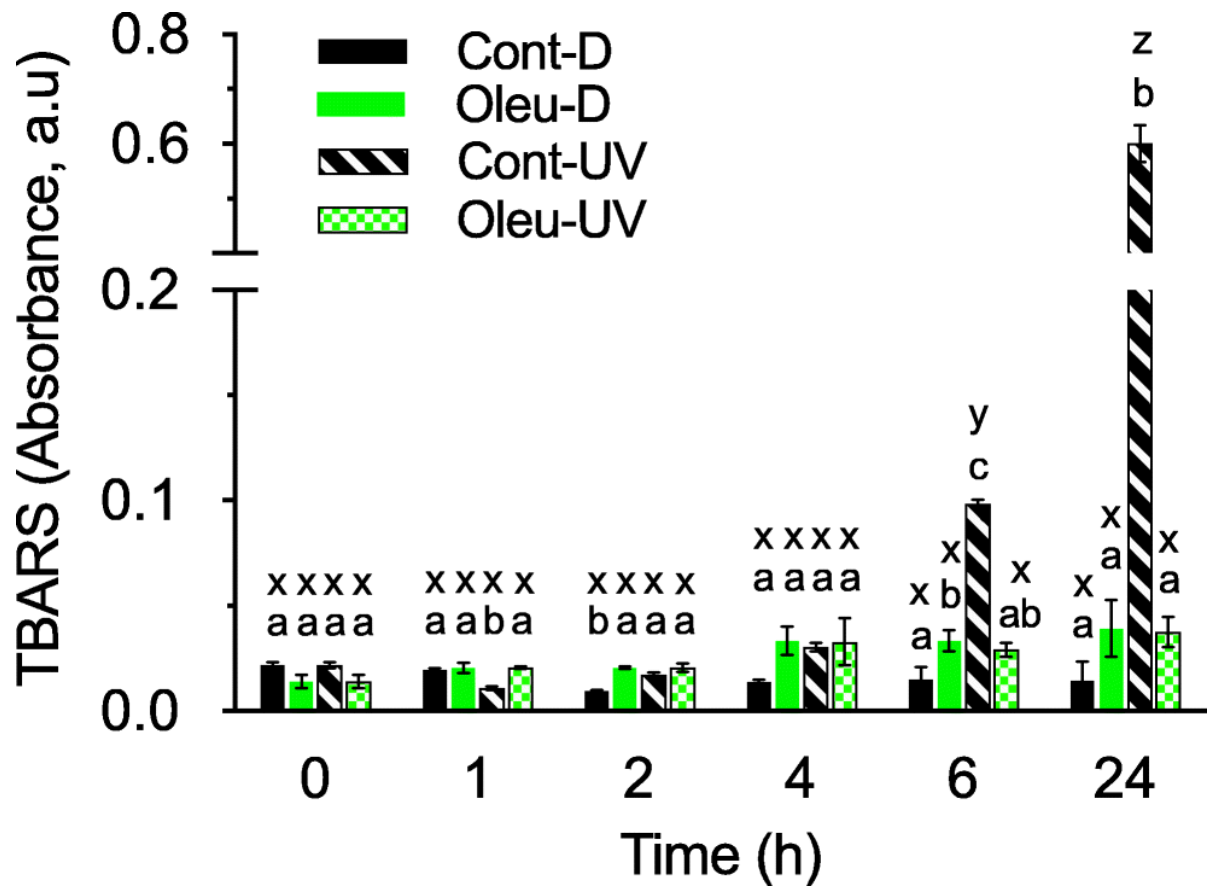 TBARS (Absorbance, a.u)
0.8
0.6
0.2
0.1
0.0
Cont-D
Oleu-D
Cont-UV
Oleu-UV
x x x x
a a a a
x x x x
a a b a
x x x x
b a a a
x x x x
a a a a
x
a
x
b
y
c
x
ab
x
a
x
a
z
b
x
a
0 1 2 4 6 24
Time (h)